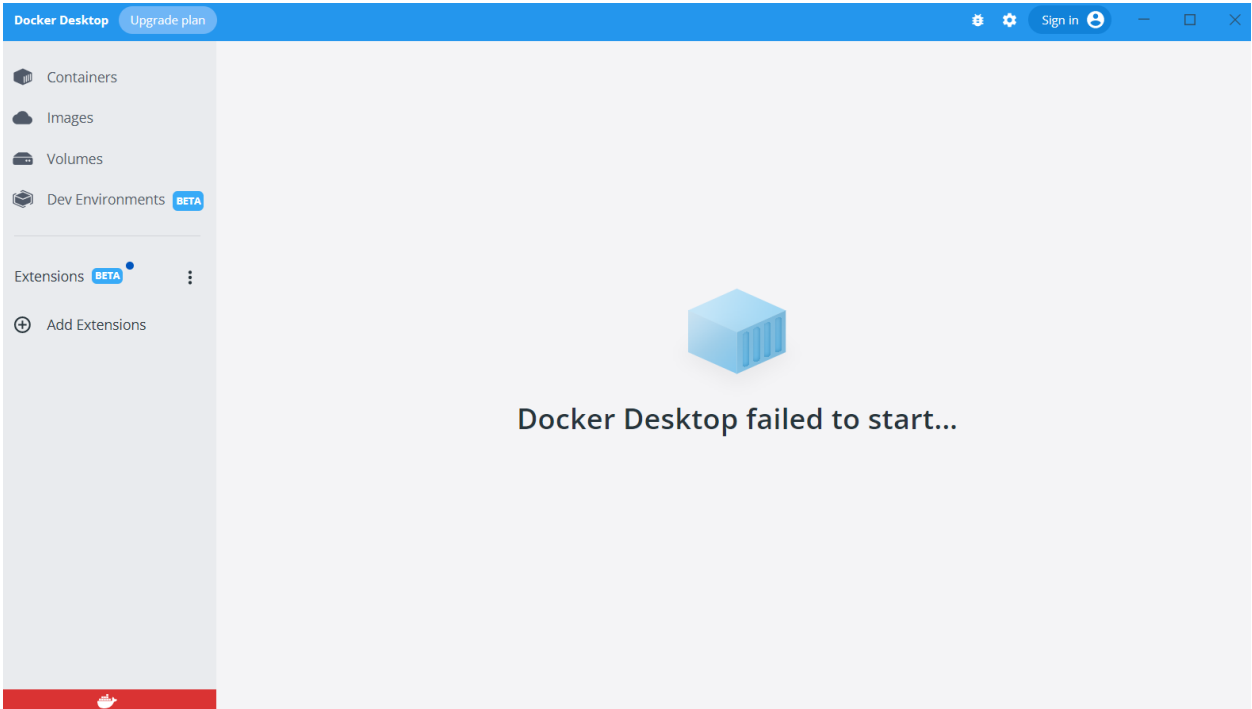 Docker Desktop Upgrade plan Sign in
Containers
Images
Volumes
Dev Environments BETA
Extensions BETA
Add Extensions
Docker Desktop failed to start...